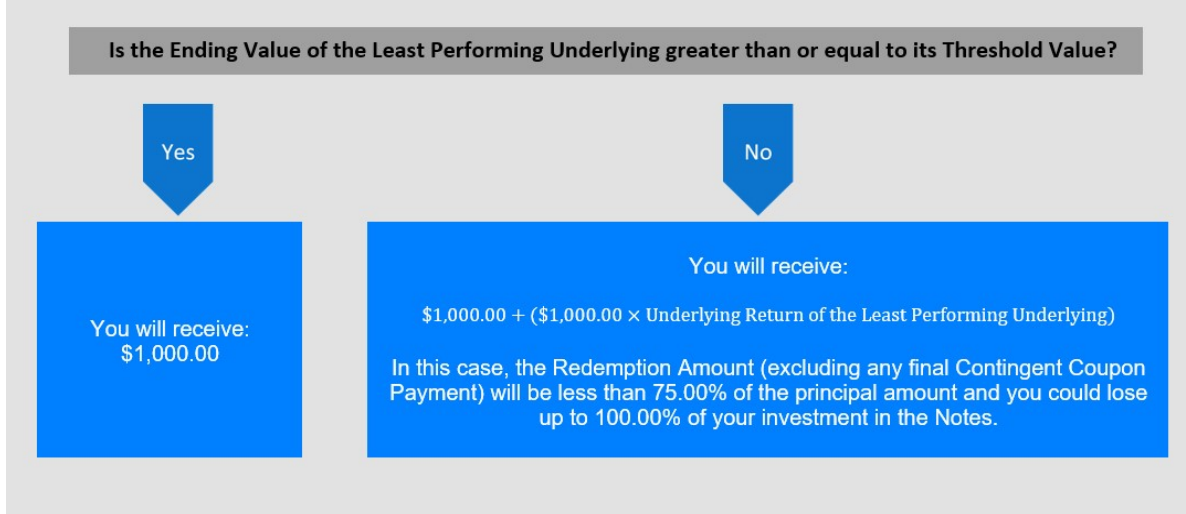 Is the Ending Value of the Least Performing Underlying greater than or equal to its Threshold Value?
Yes
No
You will receive:
$1,000.00
You will receive:
$1,000.00 + ($1,000.00 × Underlying Return of the Least Performing Underlying)
In this case, the Redemption Amount (excluding any final Contingent Coupon
Payment) will be less than 75.00% of the principal amount and you could lose
up to 100.00% of your investment in the Notes.